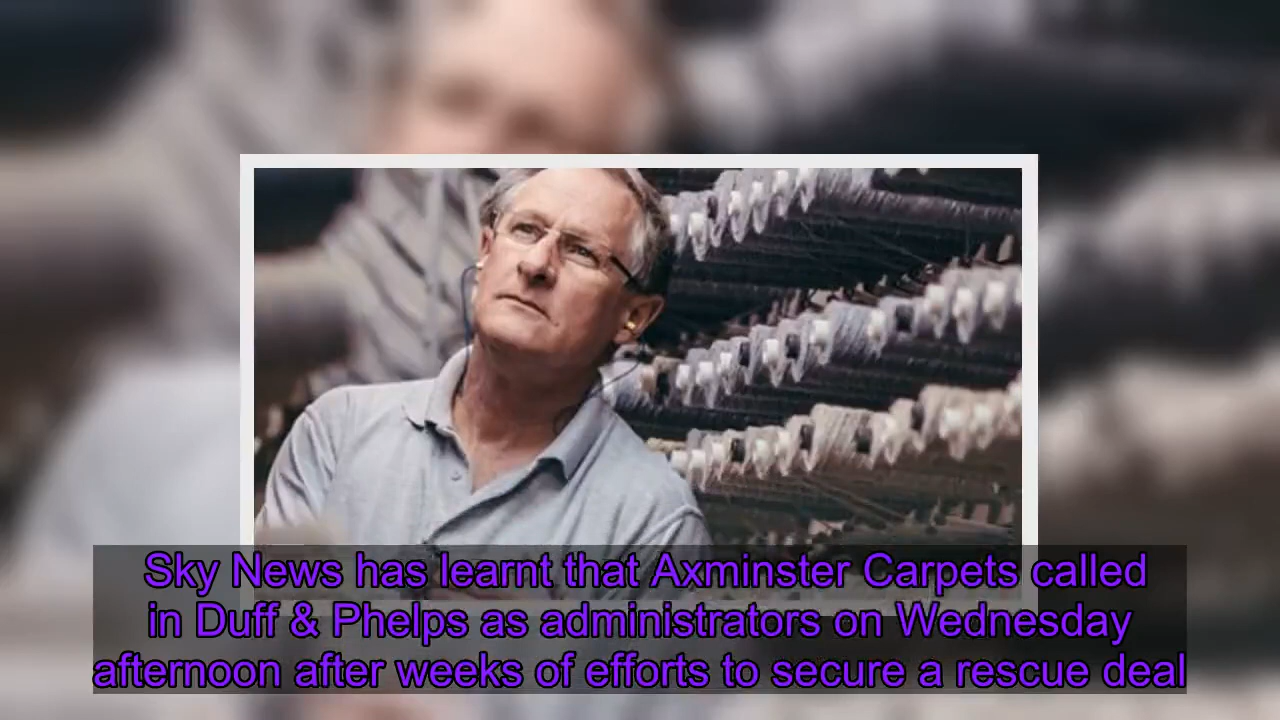 Sky News has learnt that Axminster Carpets called
in Duff & Phelps as administrators on Wednesday
afternoon after weeks of efforts to secure a rescue deal